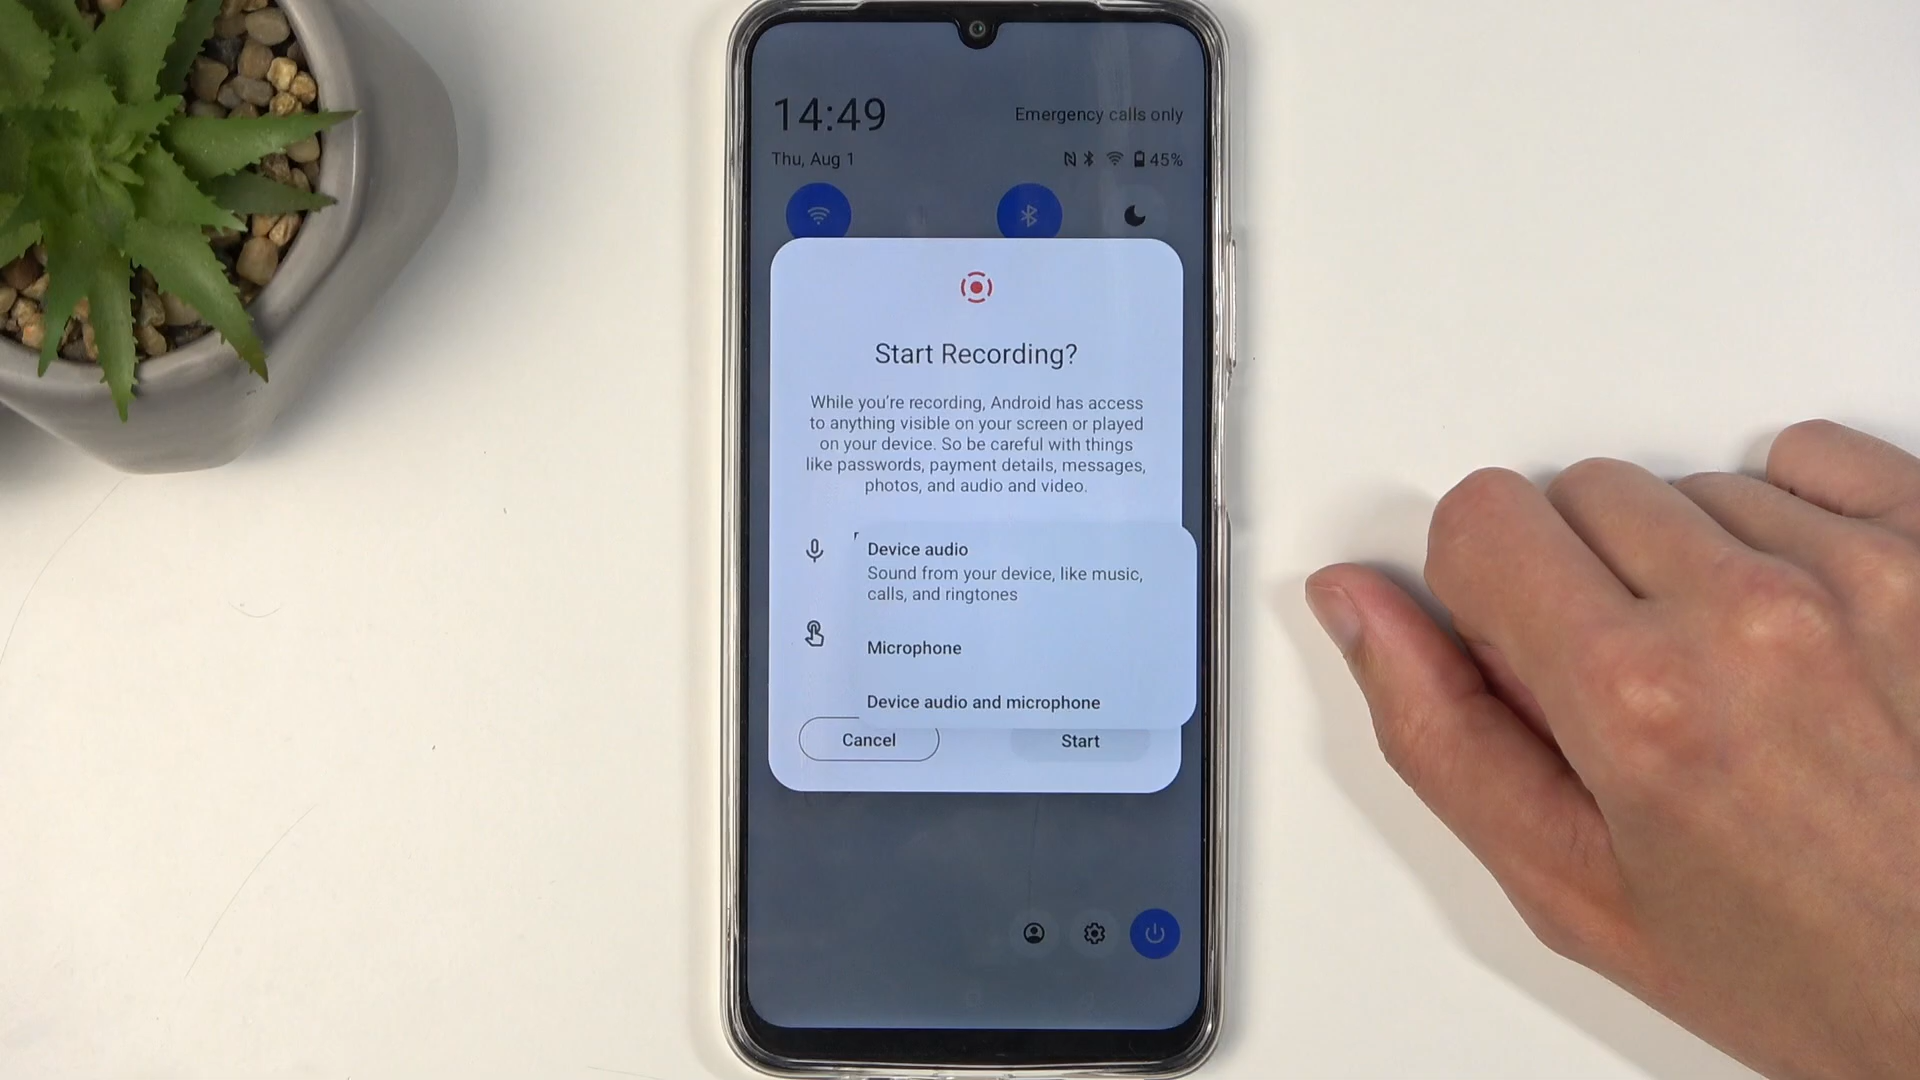 14:49
Emergency calls only
Thu, Aug 1
45%
Start Recording?
While you're recording, Android has access
to anything visible on your screen or played
on your device. So be careful with things
like passwords, payment details, messages,
photos, and audio and video.
Device audio
Sound from your device, like music,
calls, and ringtones
Microphone
Device audio and microphone
Cancel
Start